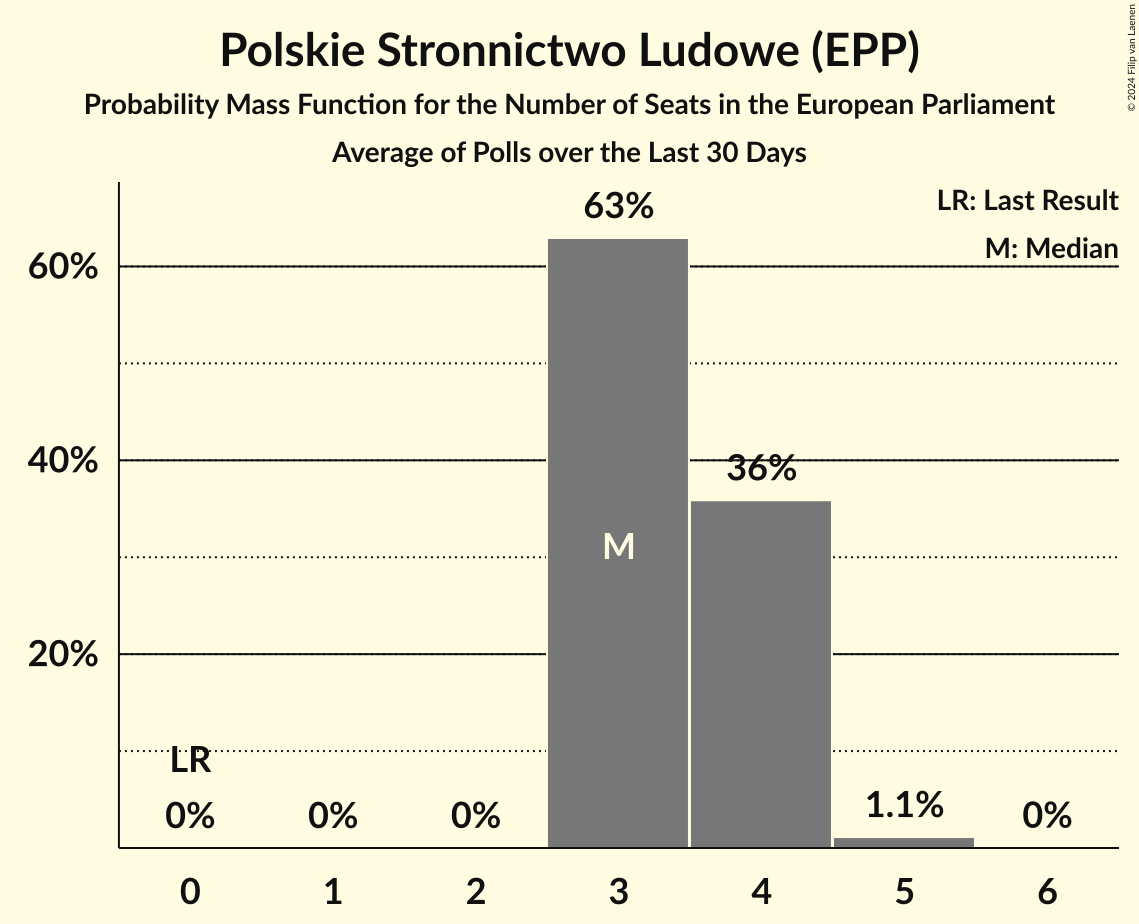 Polskie Stronnictwo Ludowe (EPP)
Probability Mass Function for the Number of Seats in the European Parliament
Average of Polls over the Last 30 Days
© 2024 Filip van Laenen
LR: Last Result
M: Median
63%
60%
40%
36%
M
20%
LR
0%
0%
0%
1.1%
0%
0
1
2
3
4
5
6